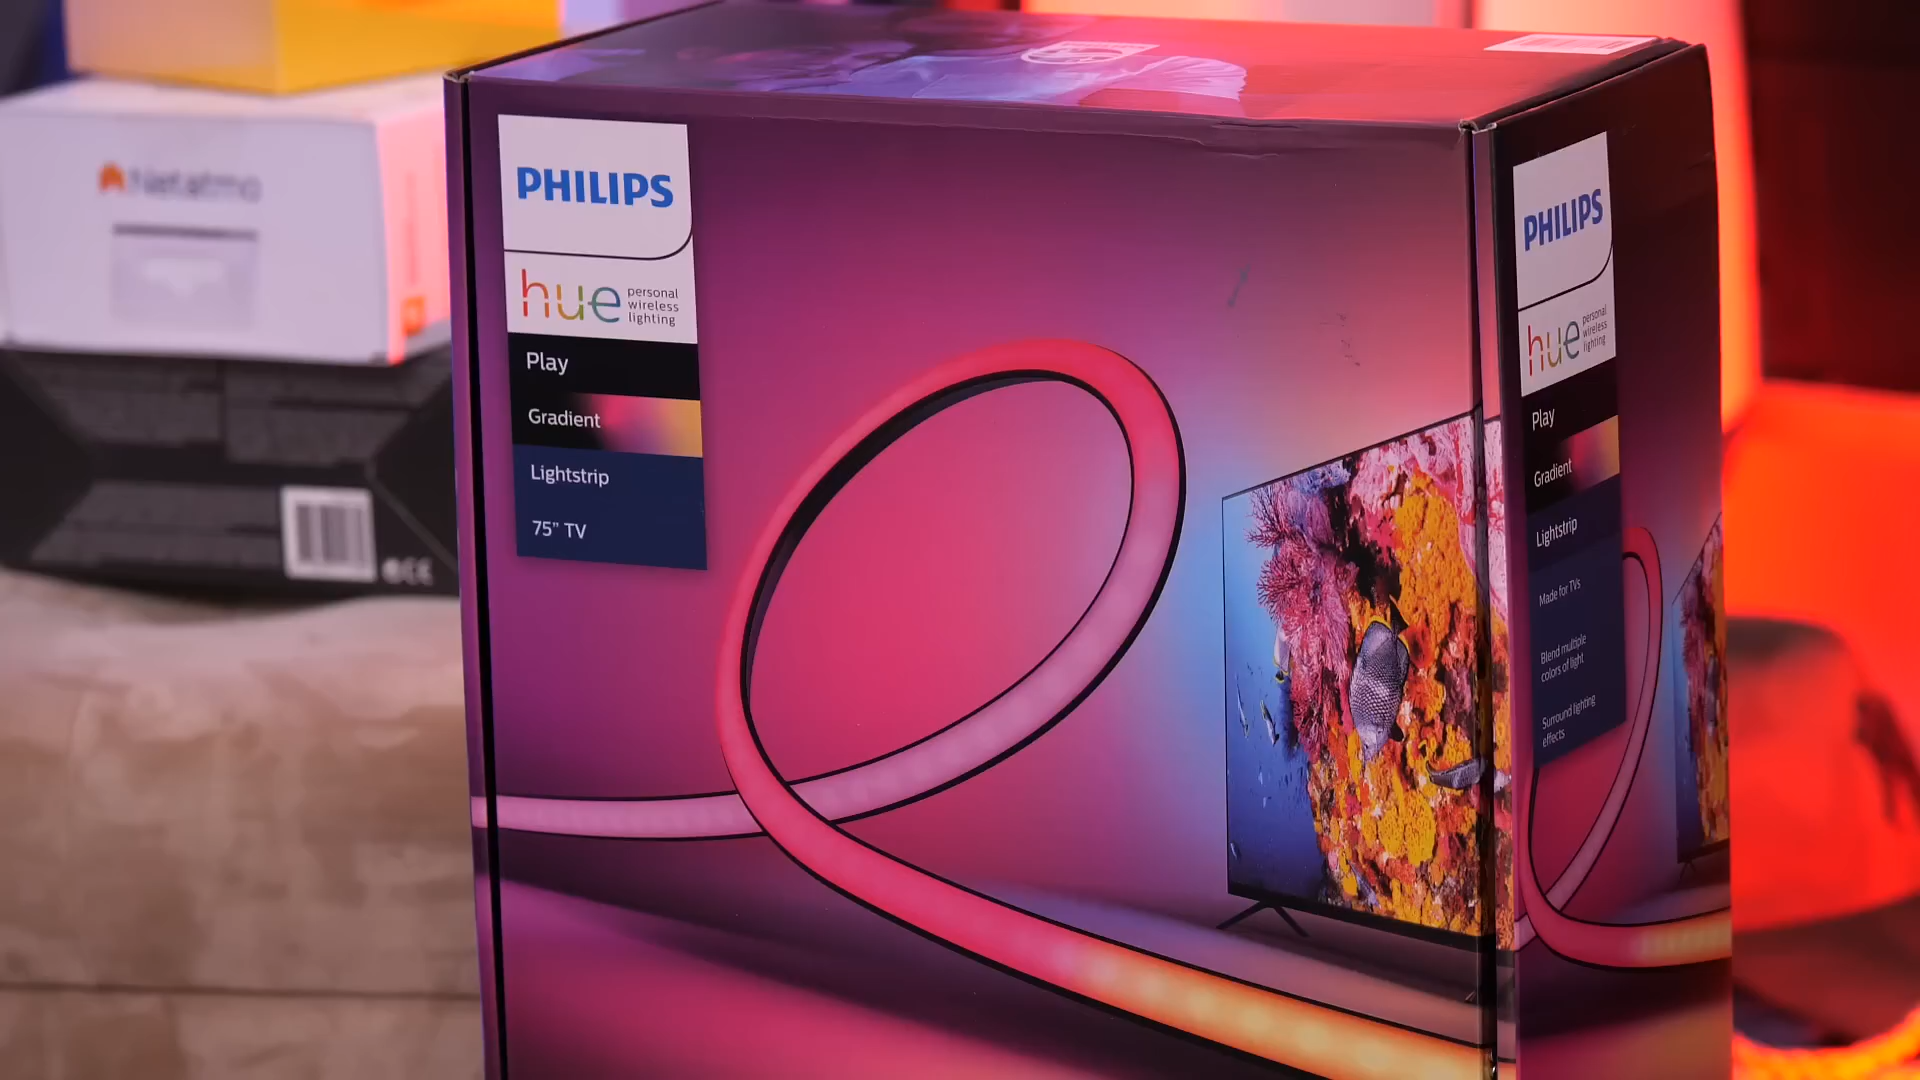 Netatmo
PHILIPS
hue
personal
wireless
lighting
Play
Gradient
Lightstrip
75" TV
PHILIPS
hue
personal
wireless
lighting
Play
Gradient
Lightstrip
Made for TVs
Blend multiple
colors of light
Surround lighting
effects